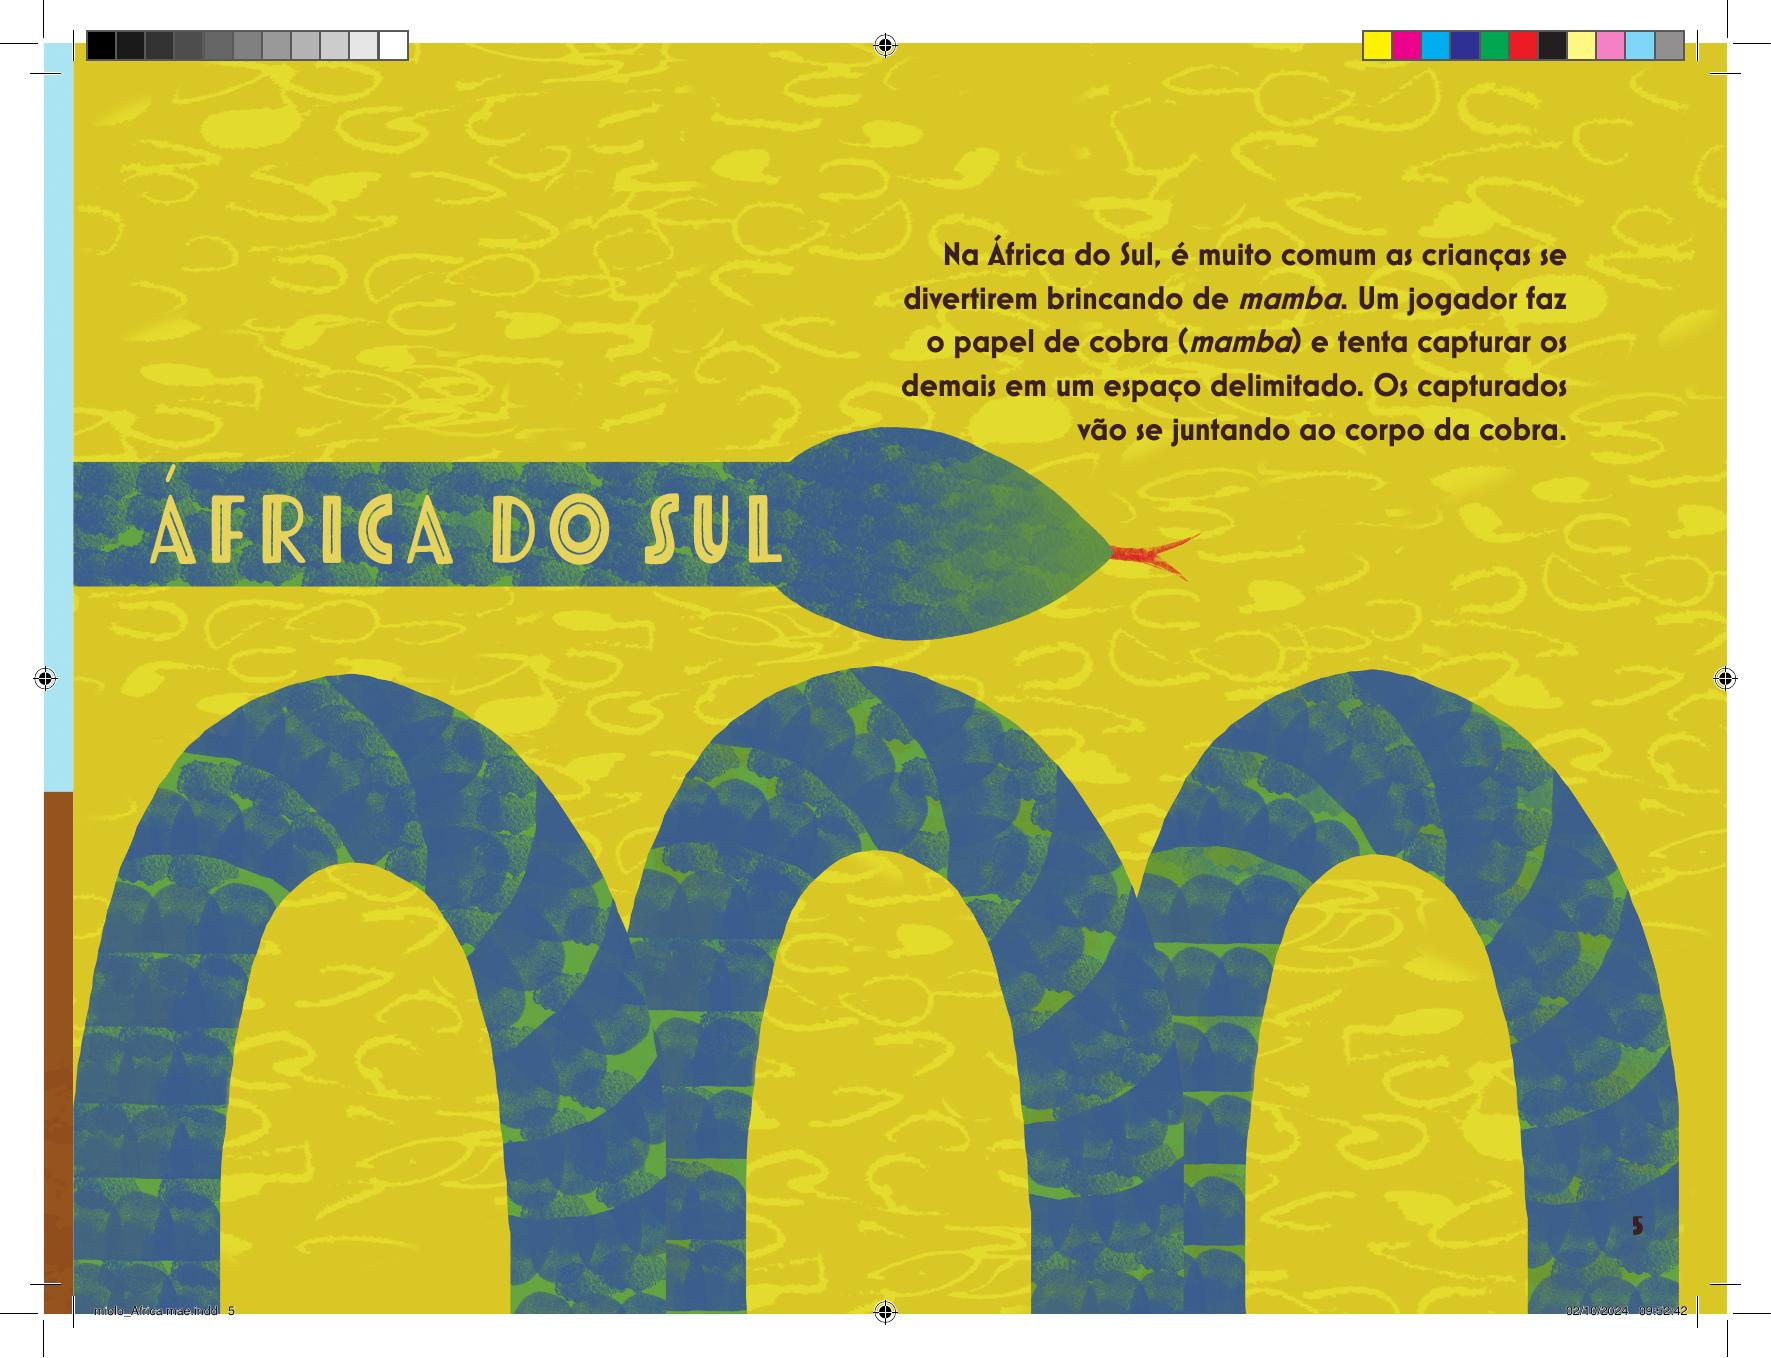 Na África do Sul, é muito comum as crianças se
divertirem brincando de mamba. Um jogador faz
o papel de cobra (mamba) e tenta capturar os
demais em um espaço delimitado. Os capturados
vão se juntando ao corpo da cobra.
ÁFRICA DO SUL
5
miolo_Africa mae.indd 5
02/10/2024 09:52:42